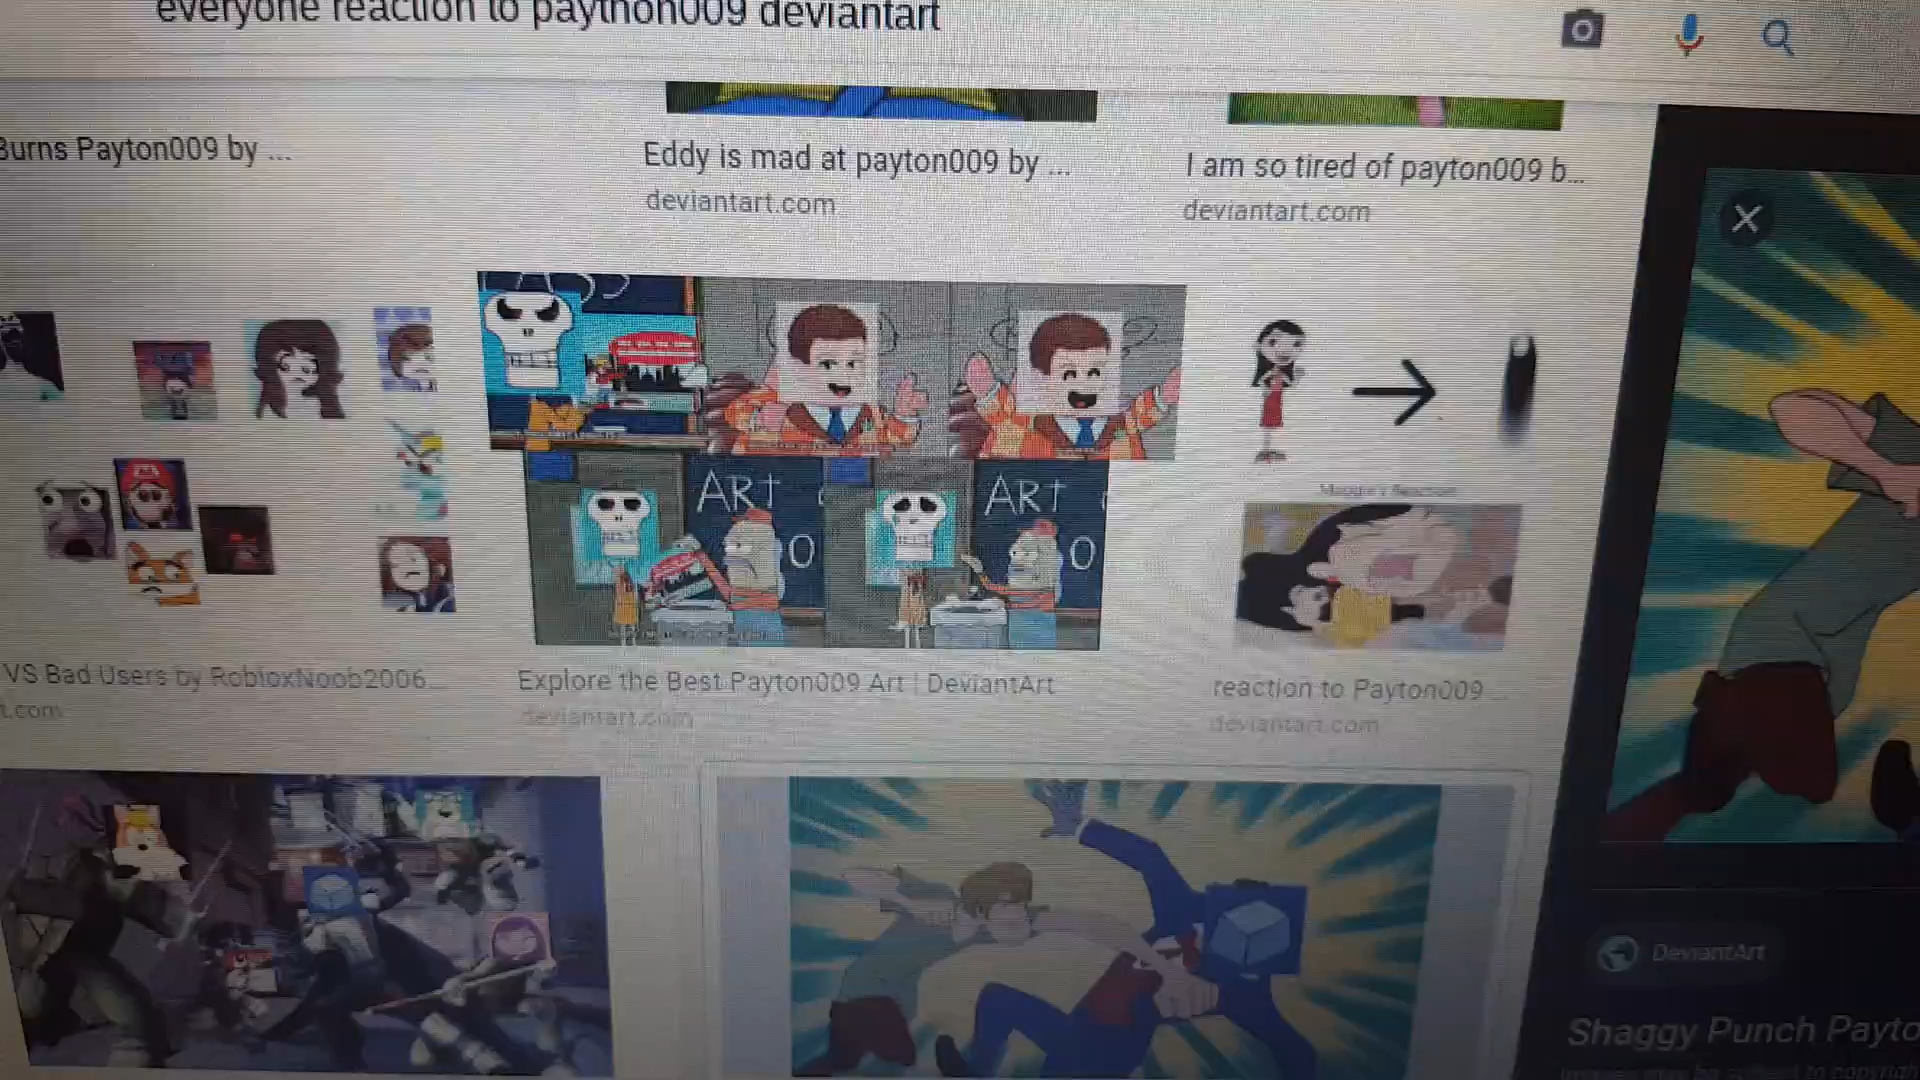 everyone reaction to paython009 deviantart
Burns Payton009 by ...
Eddy is mad at payton009 by ...
deviantart.com
I am so tired of payton009 b...
deviantart.com
ART
O
ART
O
VS Bad Users by RobloxNoob2006...
t.com
Explore the Best Payton009 Art | DeviantArt
deviantart.com
reaction to Payton009 ...
deviantart.com
DeviantArt
Shaggy Punch Payto